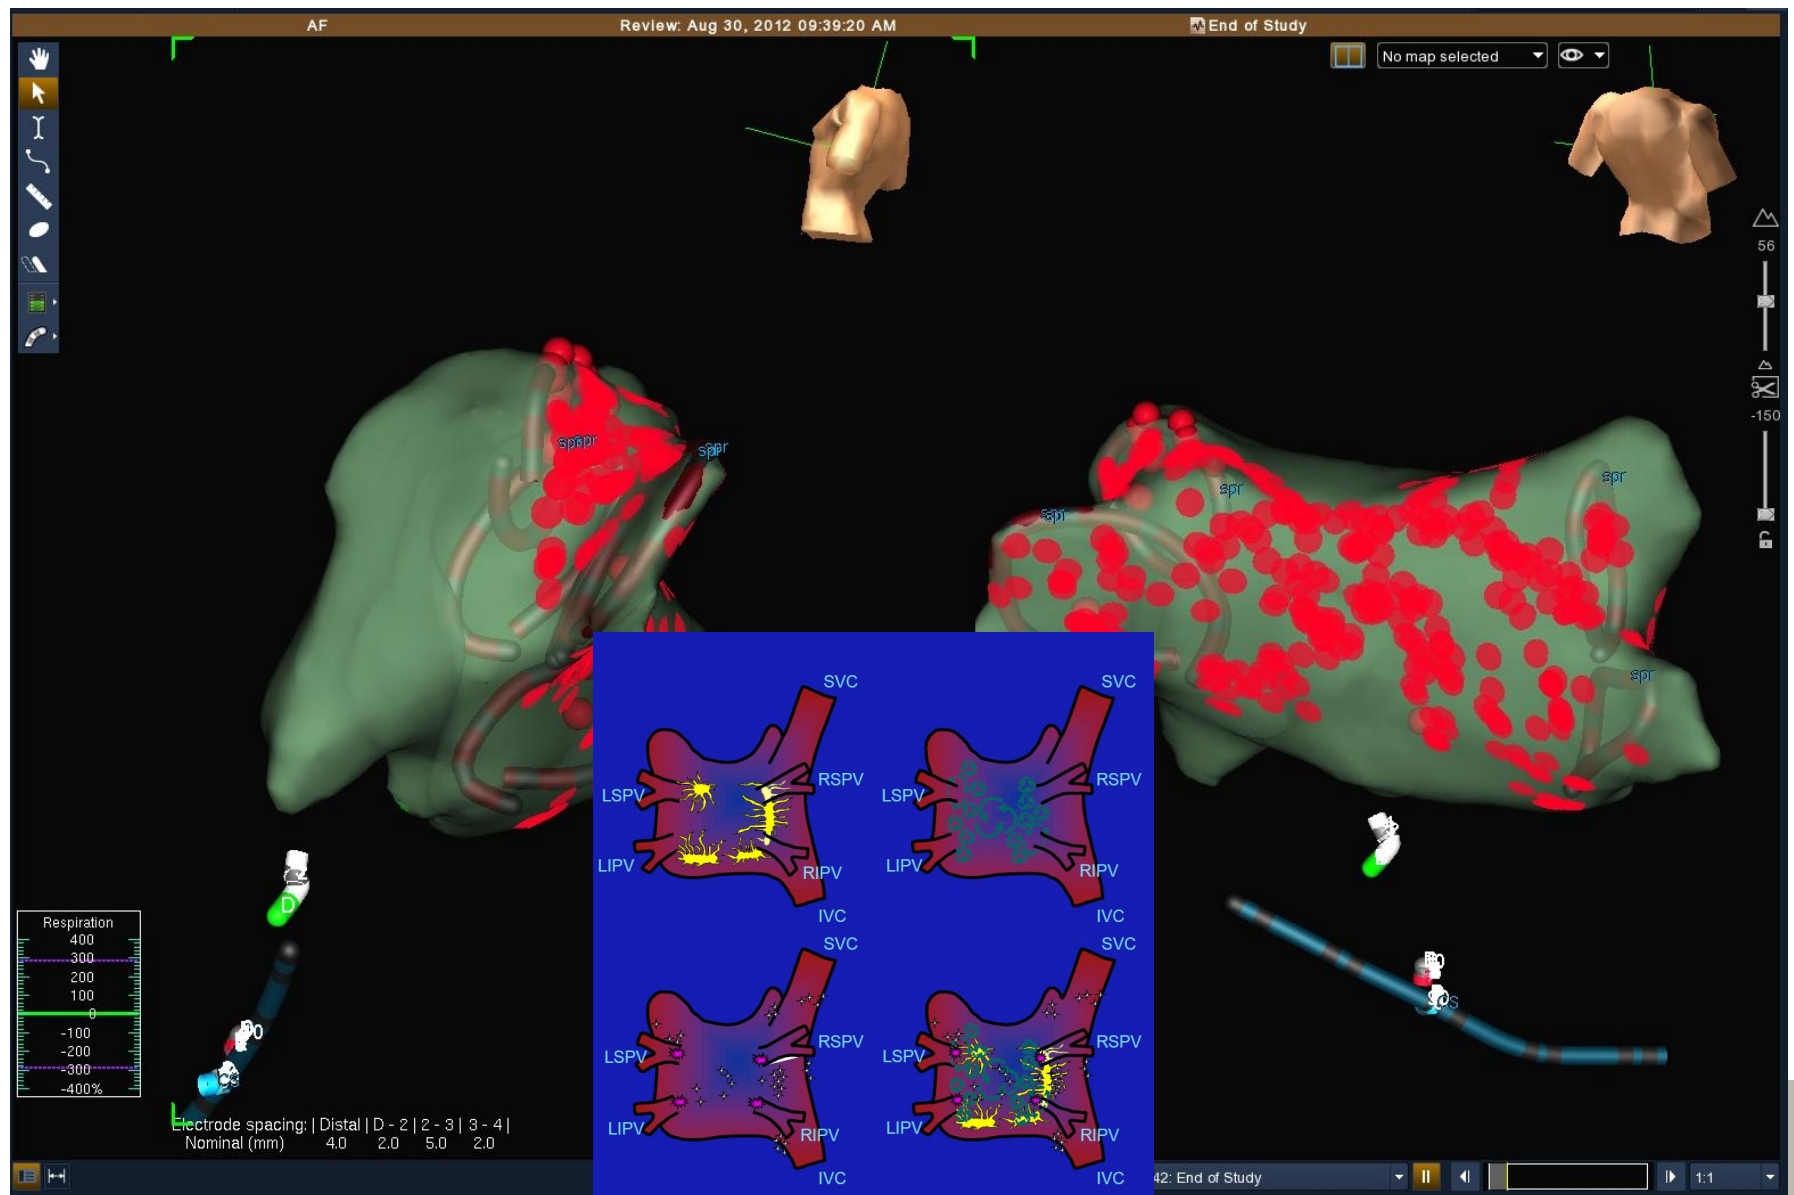 AF
Review: Aug 30, 2012 09:39:20 AM
End of Study
No map selected
56
-150
spr
spr
spr
spr
spr
spr
D
Respiration
400
300
200
100
0
-100
-200
-300
-400%
Electrode spacing: | Distal | D - 2 | 2 - 3 | 3 - 4 |
Nominal (mm) 4.0 2.0 5.0 2.0
SVC
RSPV
LSPV
LIPV
RIPV
IVC
SVC
RSPV
LSPV
LIPV
RIPV
IVC
SVC
RSPV
LSPV
LIPV
RIPV
IVC
SVC
RSPV
LSPV
LIPV
RIPV
IVC
42: End of Study
1:1